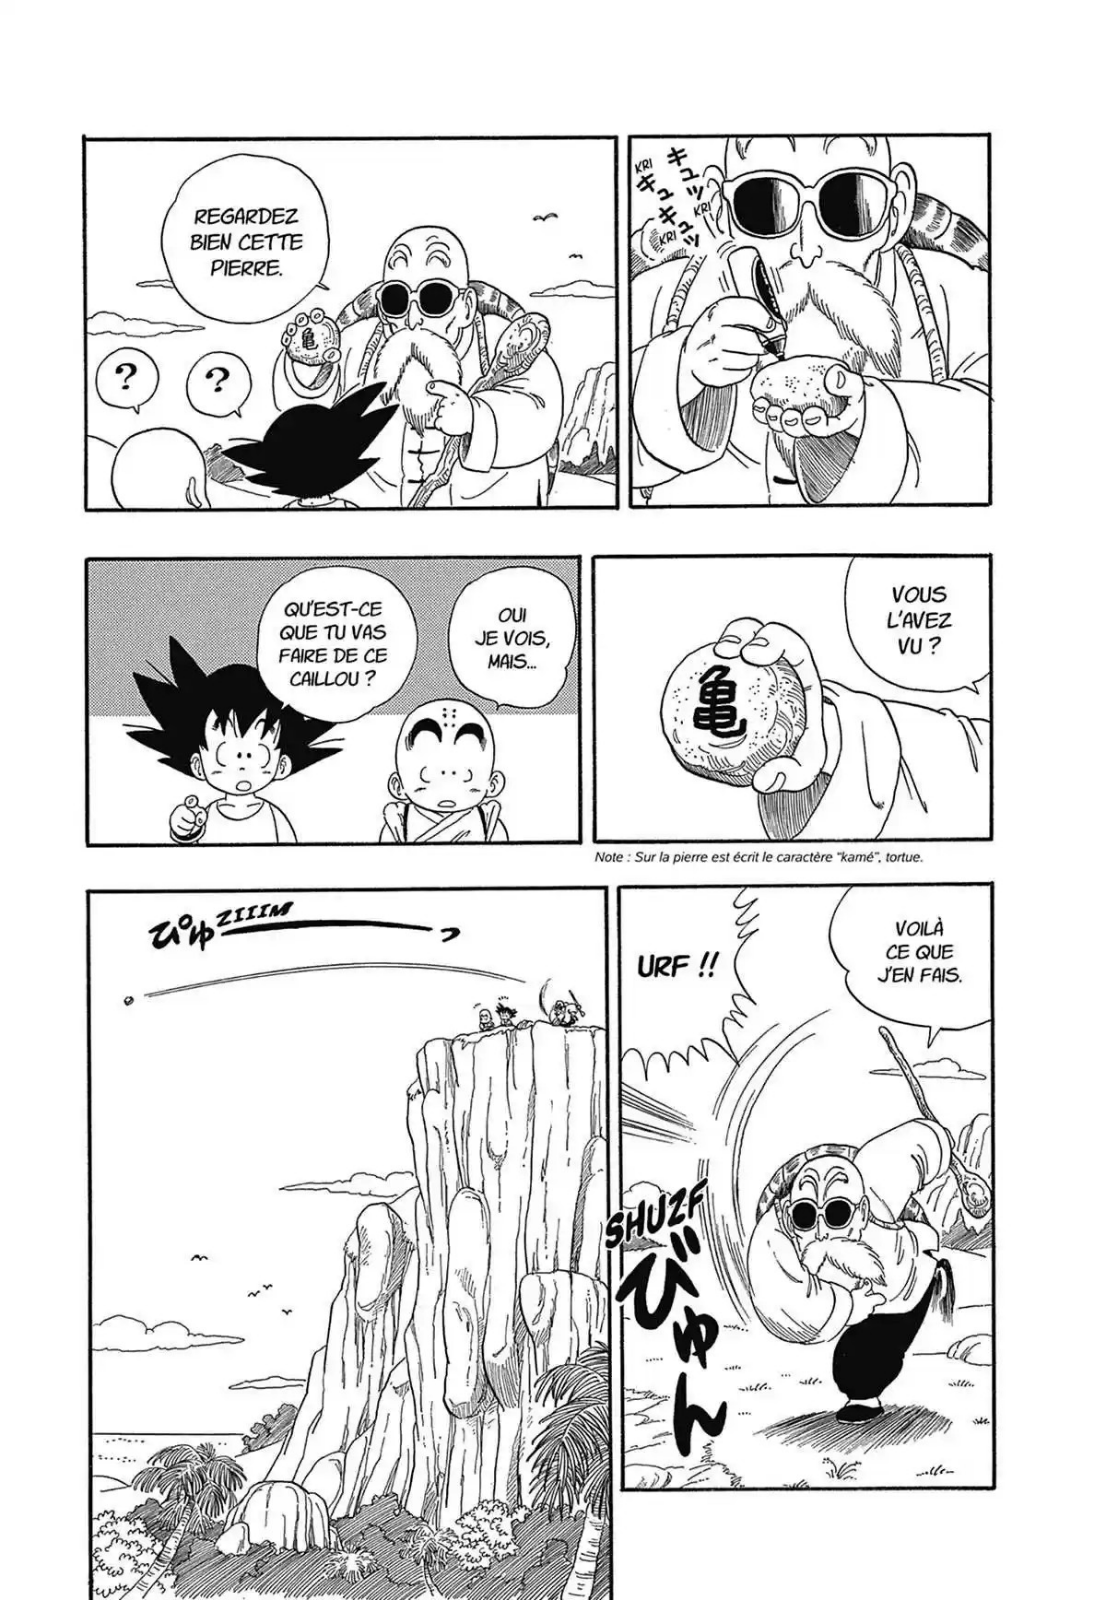 キュッ
キュキュッ
KRI
KRI
KRI
KRI
REGARDEZ
BIEN CETTE
PIERRE.
亀
?
?
VOUS
L'AVEZ
VU ?
亀
Note : Sur la pierre est écrit le caractère "kamé", tortue.
OUI
JE VOIS,
MAIS...
QU'EST-CE
QUE TU VAS
FAIRE DE CE
CAILLOU ?
VOILÀ
CE QUE
J'EN FAIS.
URF !!
SHUZF
びゅん
ZIIIM
ぴゅーっ